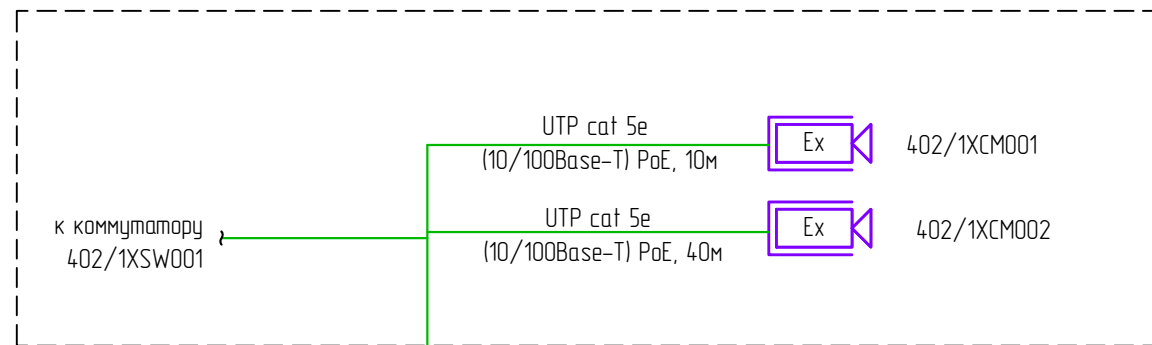 UTP cat 5e
(10/100Base-T) PoE, 10м
Ex
402/1XCM001
к коммутатору
402/1XSW001
UTP cat 5e
(10/100Base-T) PoE, 40м
Ex
402/1XCM002